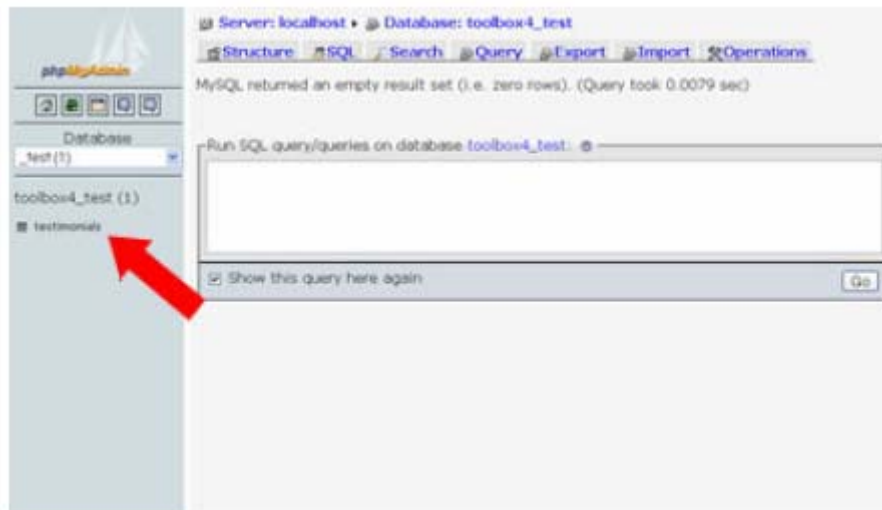 Server: localhost Database: toolbox4_test
Structure SQL Search Query Export Import Operations
MySQL returned an empty result set (i.e. zero rows). (Query took 0.0079 sec)
phpMyAdmin
Database
_test (1)
toolbox4_test (1)
testimonials
Run SQL query/queries on database toolbox4_test:
Show this query here again
Go